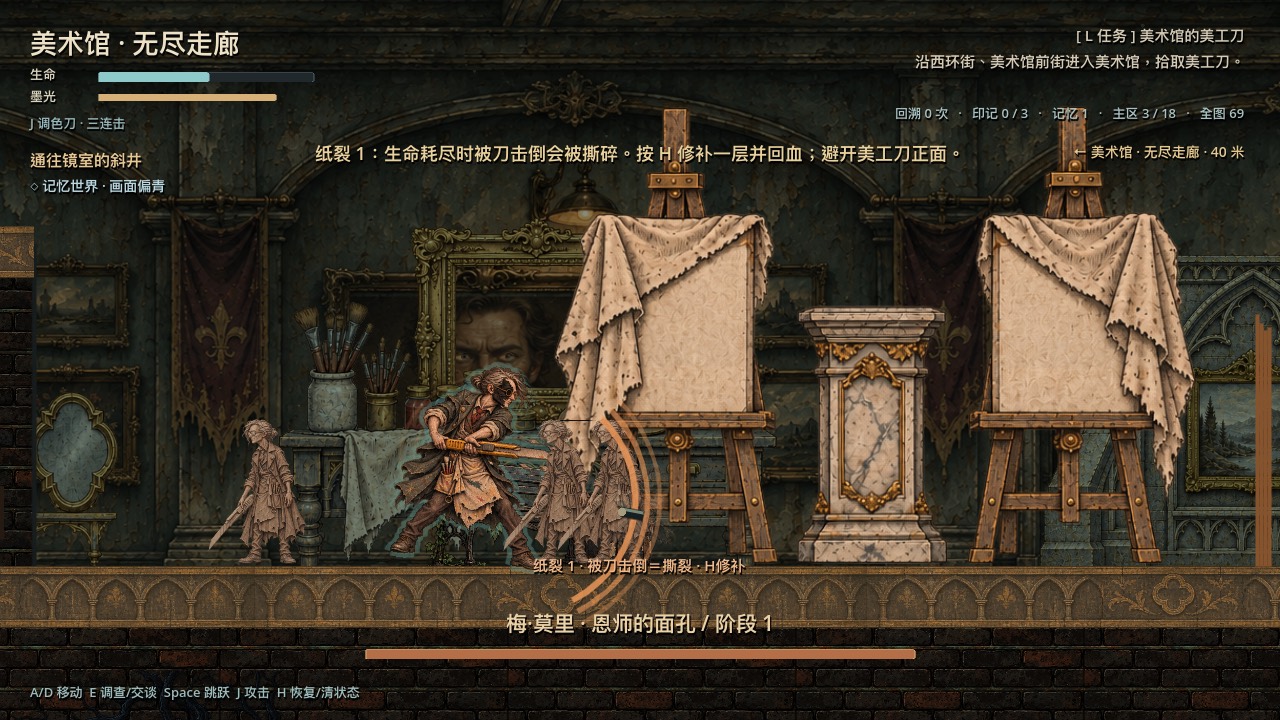 美术馆 · 无尽走廊
生命
墨光
J 调色刀 · 三连击
通往镜室的斜井
◇ 记忆世界 · 画面偏青
[ L 任务 ] 美术馆的美工刀
沿西环街、美术馆前街进入美术馆，拾取美工刀。
回溯 0 次 · 印记 0 / 3 · 记忆 1 · 主区 3 / 18 · 全图 69
← 美术馆 · 无尽走廊 · 40 米
纸裂 1：生命耗尽时被刀击倒会被撕碎。按 H 修补一层并回血；避开美工刀正面。
纸裂 1 · 被刀击倒＝撕裂 · H修补
梅·莫里 · 恩师的面孔 / 阶段 1
A/D 移动 E 调查/交谈 Space 跳跃 J 攻击 H 恢复/清状态